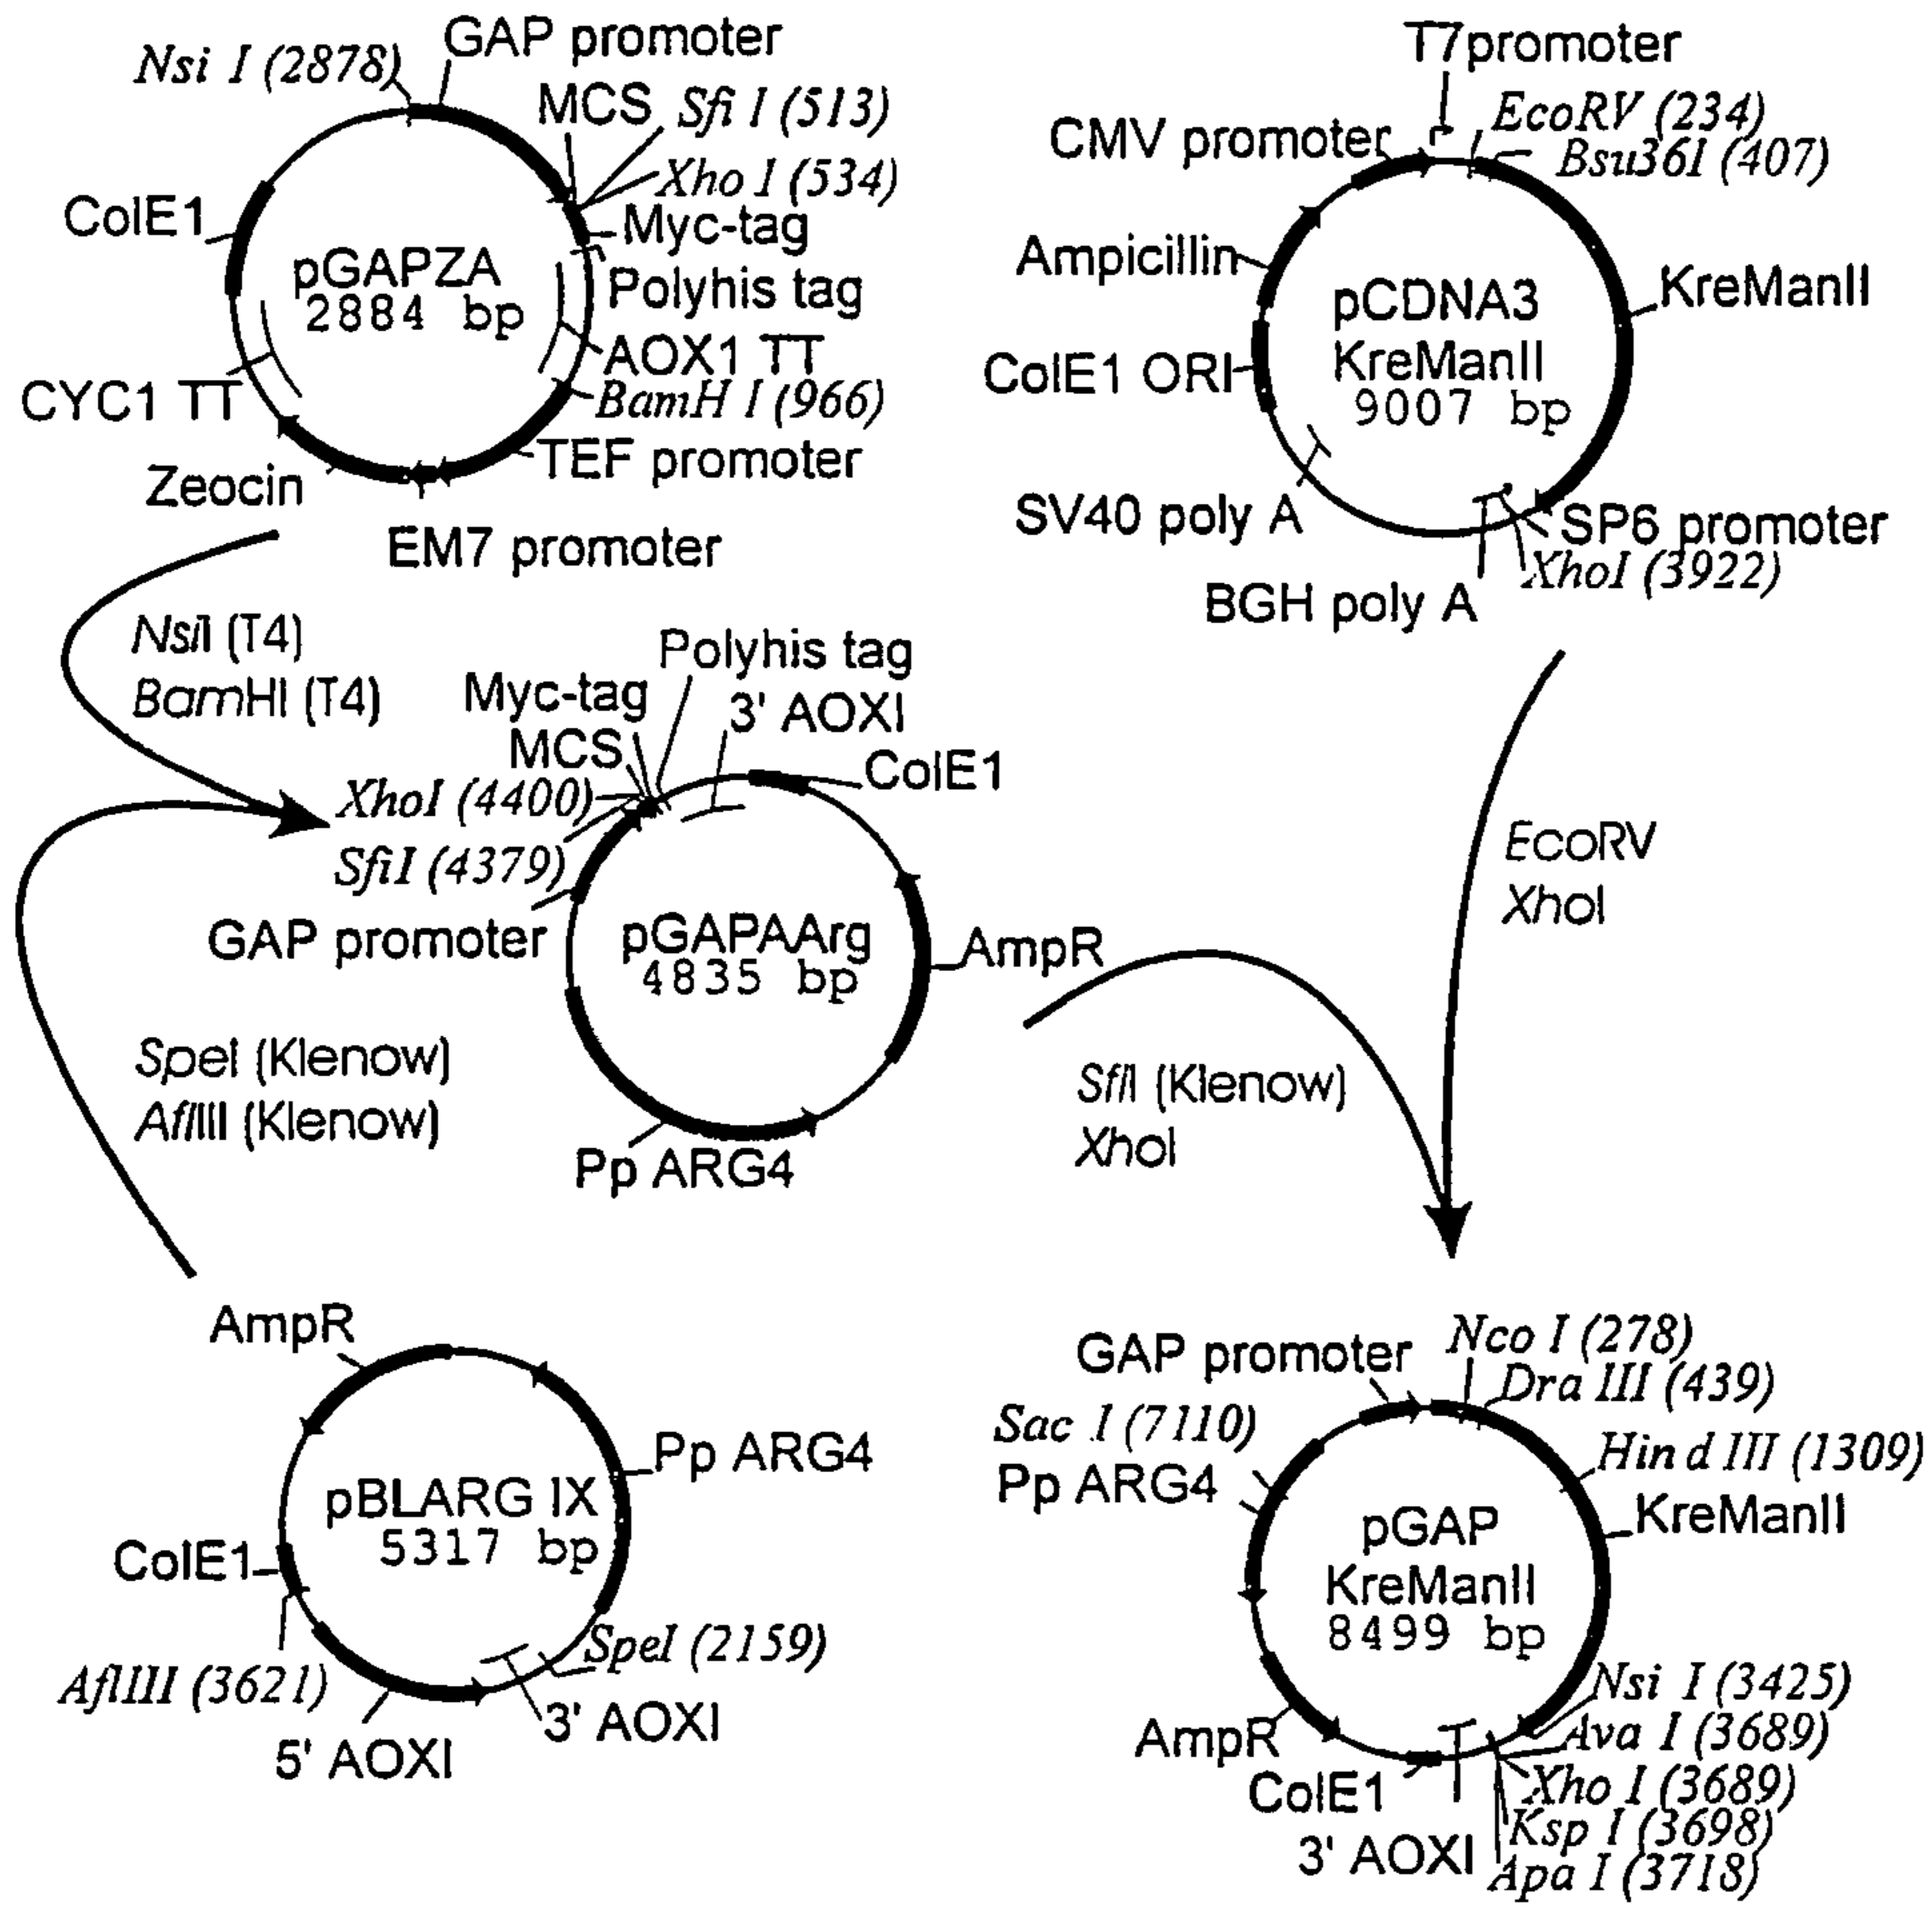 GAP promoter
Nsi I (2878)
MCS
Sfi I (513)
Xho I (534)
Myc-tag
ColE1
pGAPZA
2884 bp
Polyhis tag
AOX1 TT
BamH I (966)
CYC1 TT
TEF promoter
Zeocin
EM7 promoter
T7promoter
EcoRV (234)
CMV promoter
Bsu36I (407)
Ampicillin
pCDNA3
KreManII
9007 bp
KreManII
ColE1 ORI
SV40 poly A
SP6 promoter
XhoI (3922)
BGH poly A
NsiI (T4)
BamHI (T4)
Polyhis tag
Myc-tag
3' AOXI
MCS
ColE1
XhoI (4400)
SfiI (4379)
GAP promoter
pGAPAArg
4835 bp
AmpR
Pp ARG4
EcoRV
XhoI
SpeI (Klenow)
AflIII (Klenow)
SfiI (Klenow)
XhoI
AmpR
Pp ARG4
pBLARG IX
5317 bp
ColE1
SpeI (2159)
AflIII (3621)
3' AOXI
5' AOXI
GAP promoter
Nco I (278)
Dra III (439)
Sac I (7110)
Pp ARG4
Hin d III (1309)
KreManII
pGAP
KreManII
8499 bp
Nsi I (3425)
AmpR
Ava I (3689)
ColE1
Xho I (3689)
Ksp I (3698)
3' AOXI
Apa I (3718)